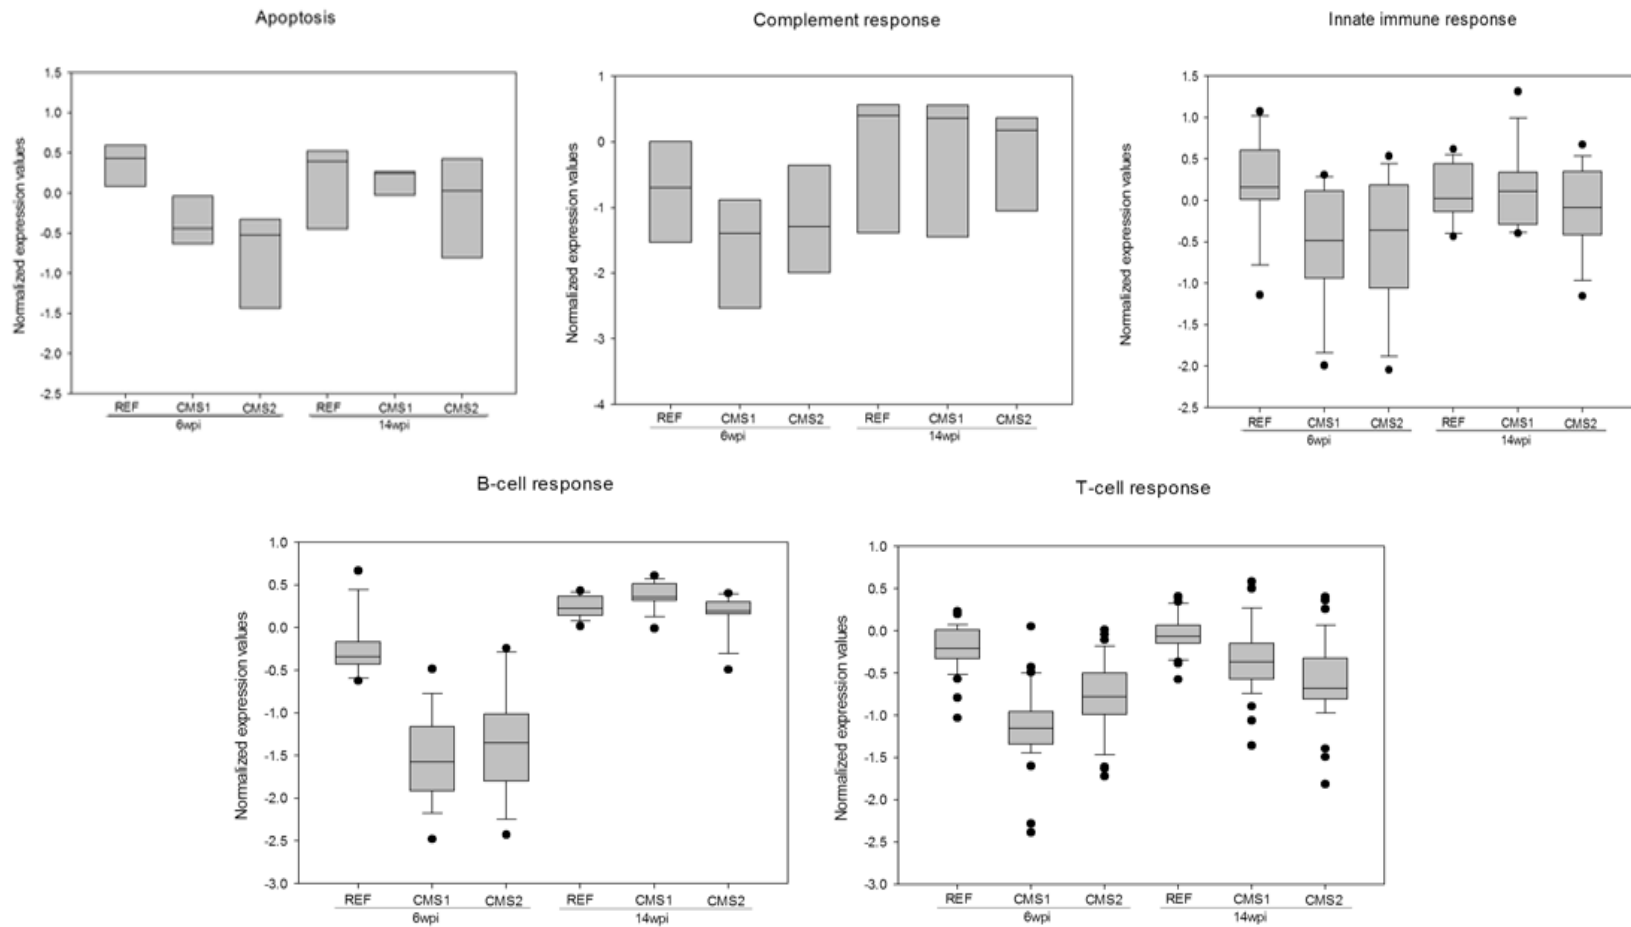 Apoptosis
Complement response
Innate immune response
Normalized expression values
1.5
1.0
0.5
0.0
-0.5
-1.0
-1.5
-2.0
-2.5
REF CMS1 CMS2 REF CMS1 CMS2
6wpi 14wpi
Normalized expression values
1
0
-1
-2
-3
-4
REF CMS1 CMS2 REF CMS1 CMS2
6wpi 14wpi
Normalized expression values
1.5
1.0
0.5
0.0
-0.5
-1.0
-1.5
-2.0
-2.5
REF CMS1 CMS2 REF CMS1 CMS2
6wpi 14wpi
B-cell response
T-cell response
Normalized expression values
1.0
0.5
0.0
-0.5
-1.0
-1.5
-2.0
-2.5
-3.0
REF CMS1 CMS2 REF CMS1 CMS2
6wpi 14wpi
Normalized expression values
1.0
0.5
0.0
-0.5
-1.0
-1.5
-2.0
-2.5
-3.0
REF CMS1 CMS2 REF CMS1 CMS2
6wpi 14wpi